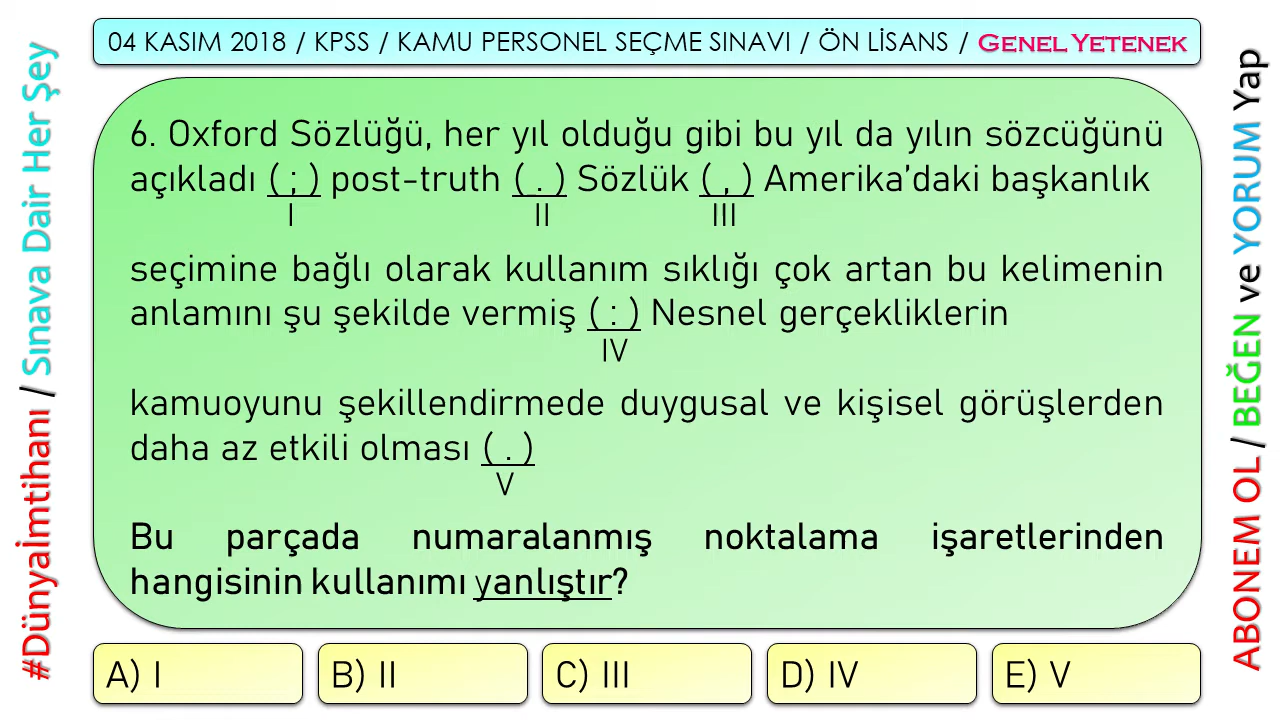 04 KASIM 2018 / KPSS / KAMU PERSONEL SEÇME SINAVI / ÖN LİSANS / GENEL YETENEK
#Dünyaİmtihanı / Sınava Dair Her Şey
6. Oxford Sözlüğü, her yıl olduğu gibi bu yıl da yılın sözcüğünü
açıkladı ( ; ) post-truth ( . ) Sözlük ( , ) Amerika’daki başkanlık
I II III
seçimine bağlı olarak kullanım sıklığı çok artan bu kelimenin
anlamını şu şekilde vermiş ( : ) Nesnel gerçekliklerin
IV
kamuoyunu şekillendirmede duygusal ve kişisel görüşlerden
daha az etkili olması ( . )
V
Bu parçada numaralanmış noktalama işaretlerinden
hangisinin kullanımı yanlıştır?
A) I
B) II
C) III
D) IV
E) V
ABONEM OL / BEĞEN ve YORUM Yap